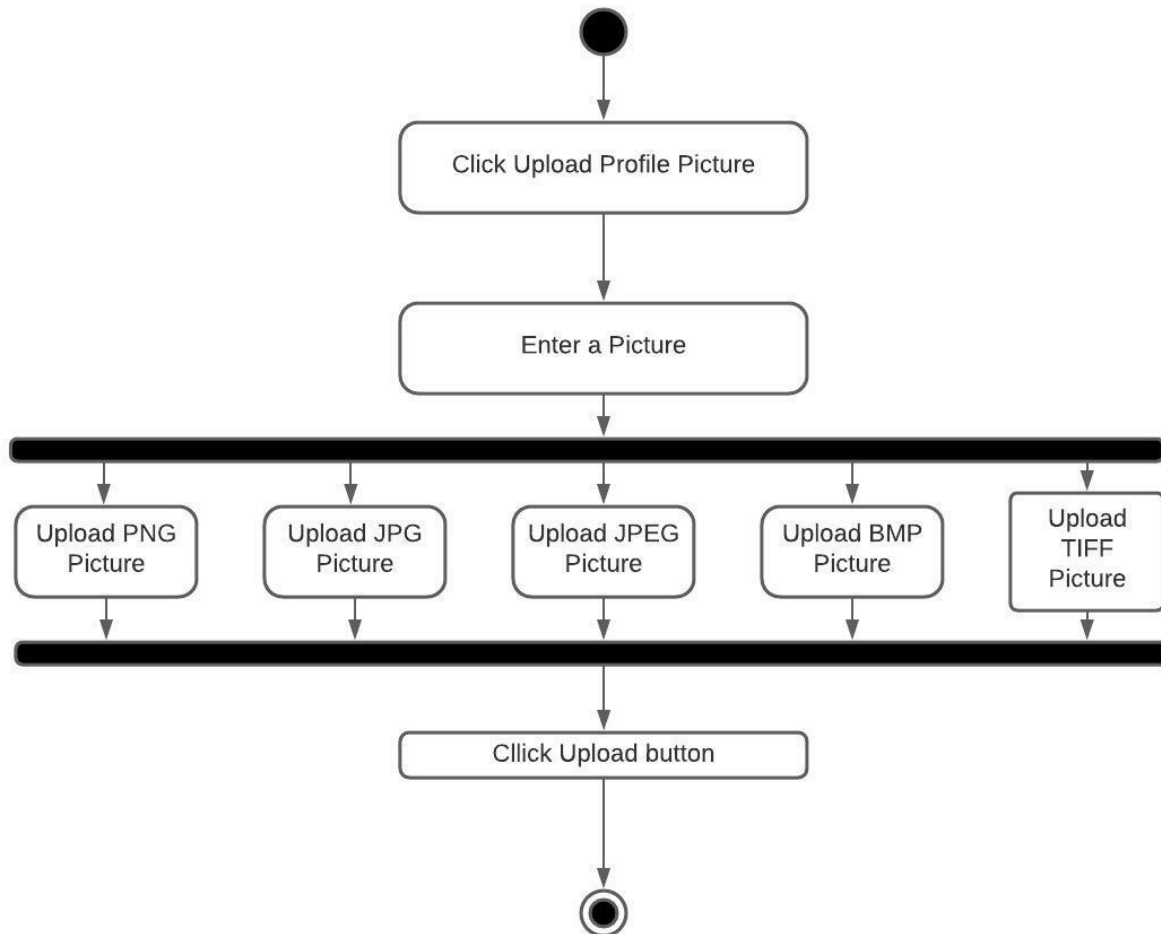 Click Upload Profile Picture
Enter a Picture
Upload PNG
Picture
Upload JPG
Picture
Upload JPEG
Picture
Upload BMP
Picture
Upload
TIFF
Picture
Cllick Upload button